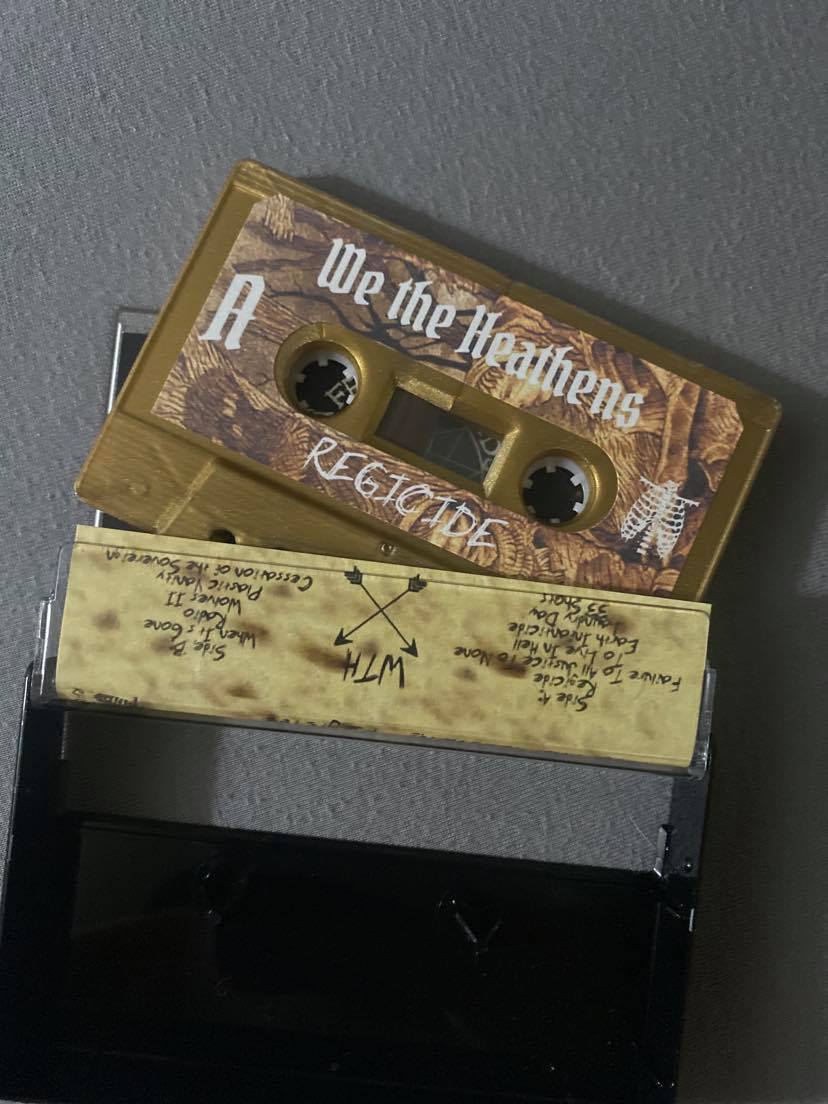 A
We the Heathens
REGICIDE
Side A:
Regicide
Failure To All Justice To None
To Live In Hell
Earth Infanticide
Laundry Day
33 Shots
WTH
Side B:
When It's Gone
Radio
Wolves II
Plastic Vanity
Cessation of the Sovereign